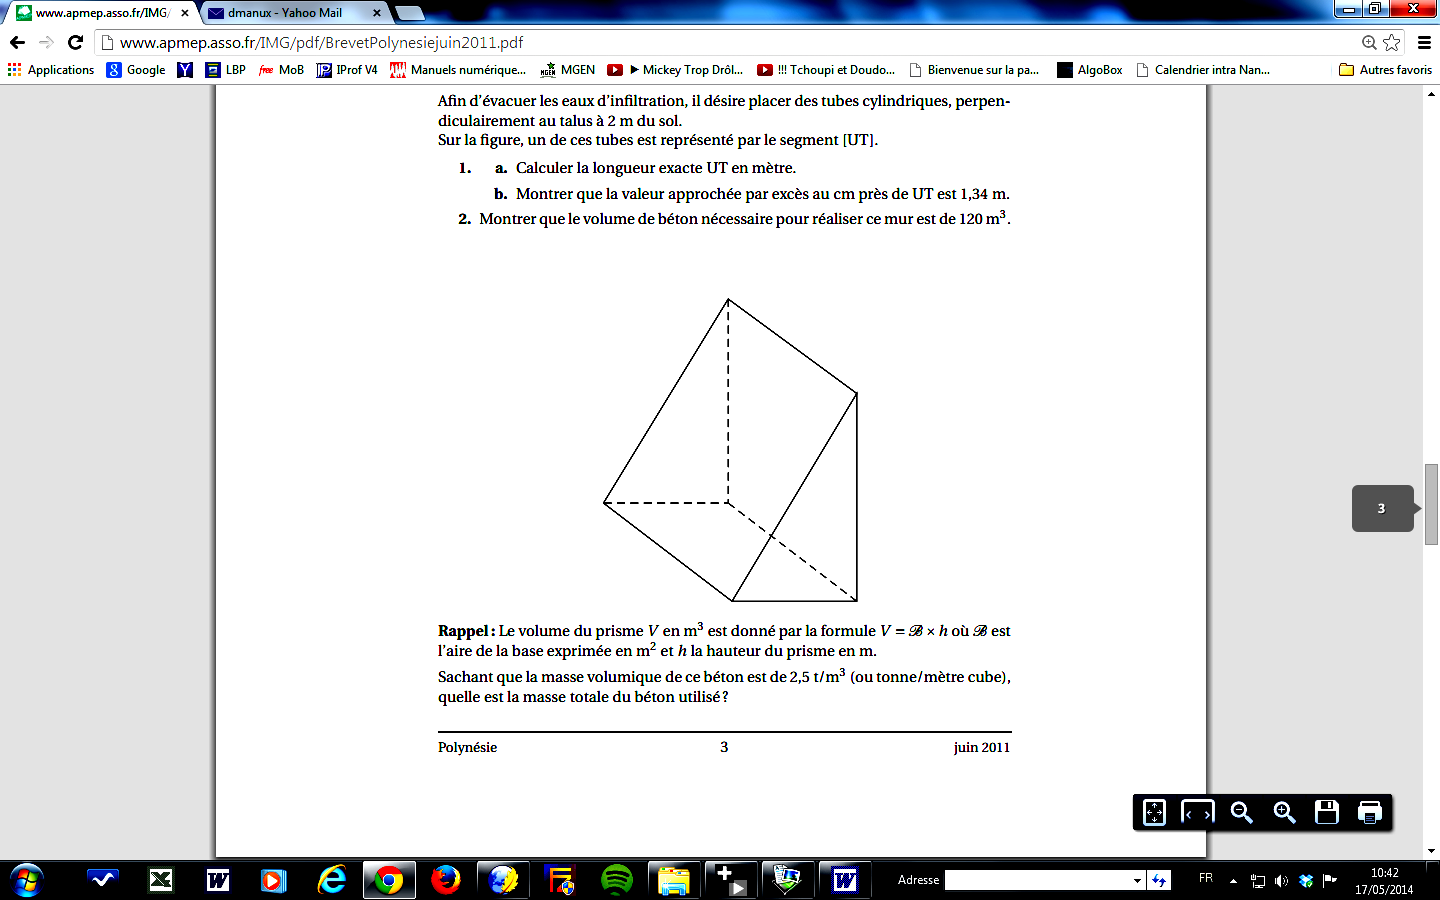 www.apmep.asso.fr/IMG/
dmanux - Yahoo Mail
www.apmep.asso.fr/IMG/pdf/BrevetPolynesiejuin2011.pdf
Applications Google LBP free MoB IProf V4 Manuels numérique... MGEN Mickey Trop Drôl... !!! Tchoupi et Doudo... Bienvenue sur la pa... AlgoBox Calendrier intra Nan... Autres favoris
Afin d’évacuer les eaux d’infiltration, il désire placer des tubes cylindriques, perpen-
diculairement au talus à 2 m du sol.
Sur la figure, un de ces tubes est représenté par le segment [UT].
1. a. Calculer la longueur exacte UT en mètre.
b. Montrer que la valeur approchée par excès au cm près de UT est 1,34 m.
2. Montrer que le volume de béton nécessaire pour réaliser ce mur est de 120 m³.
3
Rappel : Le volume du prisme V en m³ est donné par la formule V = ℬ × h où ℬ est
l’aire de la base exprimée en m² et h la hauteur du prisme en m.
Sachant que la masse volumique de ce béton est de 2,5 t/m³ (ou tonne/mètre cube),
quelle est la masse totale du béton utilisé ?
Polynésie 3 juin 2011
Adresse FR 10:42
17/05/2014